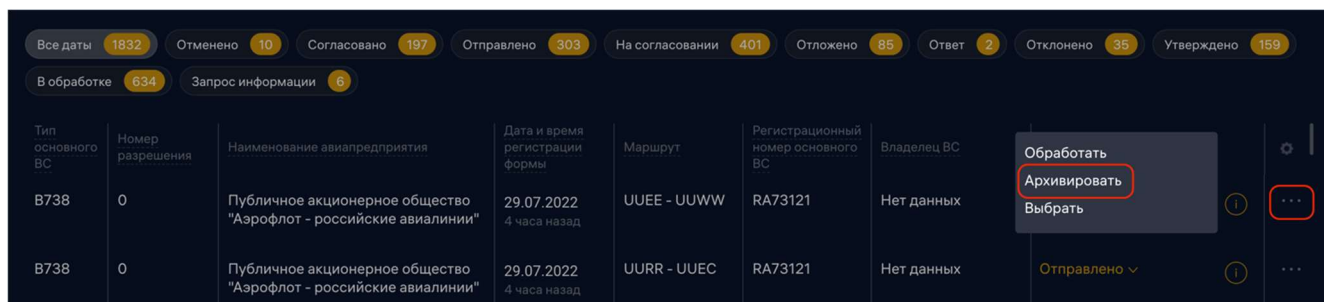 Все даты 1832 Отменено 10 Согласовано 197 Отправлено 303 На согласовании 401 Отложено 85 Ответ 2 Отклонено 35 Утверждено 159
В обработке 634 Запрос информации 6
Тип основного ВС
Номер разрешения
Наименование авиапредприятия
Дата и время регистрации формы
Маршрут
Регистрационный номер основного ВС
Владелец ВС
Обработать
Архивировать
Выбрать
B738 0 Публичное акционерное общество "Аэрофлот - российские авиалинии" 29.07.2022 4 часа назад UUEE - UUWW RA73121 Нет данных
B738 0 Публичное акционерное общество "Аэрофлот - российские авиалинии" 29.07.2022 4 часа назад UURR - UUEC RA73121 Нет данных Отправлено